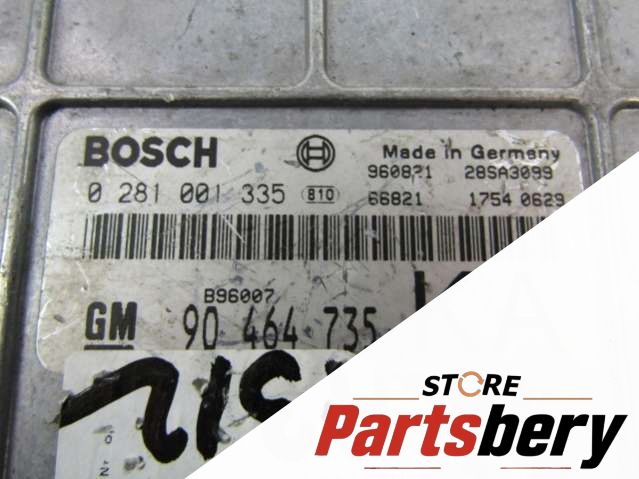 BOSCH Made in Germany
960821 28SA3099
0 281 001 335 810 66821 1754 0629
B96007
GM 90 464 735
STORE
Partsbery